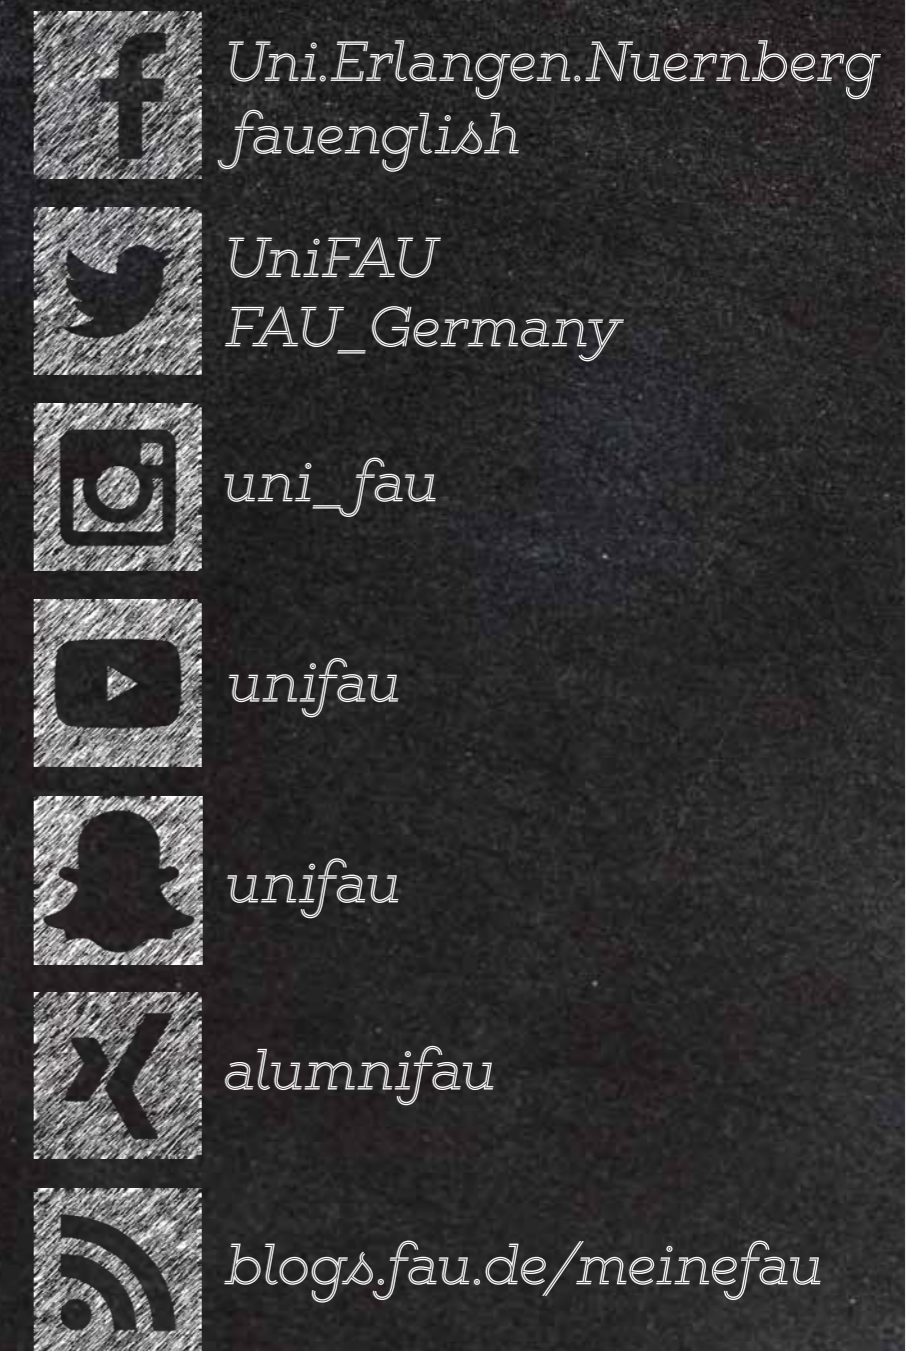 Uni.Erlangen.Nuernberg
fauenglish
UniFAU
FAU_Germany
uni_fau
unifau
unifau
alumnifau
blogs.fau.de/meinefau